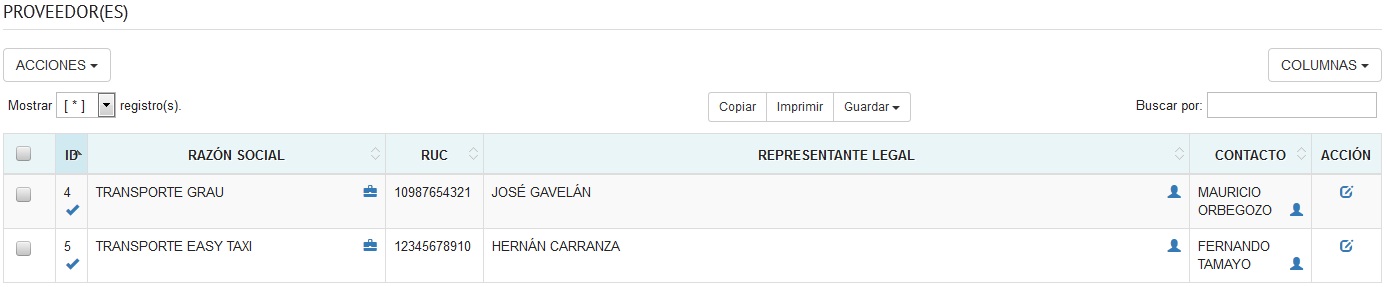 PROVEEDOR(ES)
ACCIONES
COLUMNAS
Mostrar [ * ] registro(s).
Copiar Imprimir Guardar
Buscar por:
ID RAZÓN SOCIAL RUC REPRESENTANTE LEGAL CONTACTO ACCIÓN
4 TRANSPORTE GRAU 10987654321 JOSÉ GAVELÁN MAURICIO
ORBEGOZO
5 TRANSPORTE EASY TAXI 12345678910 HERNÁN CARRANZA FERNANDO
TAMAYO